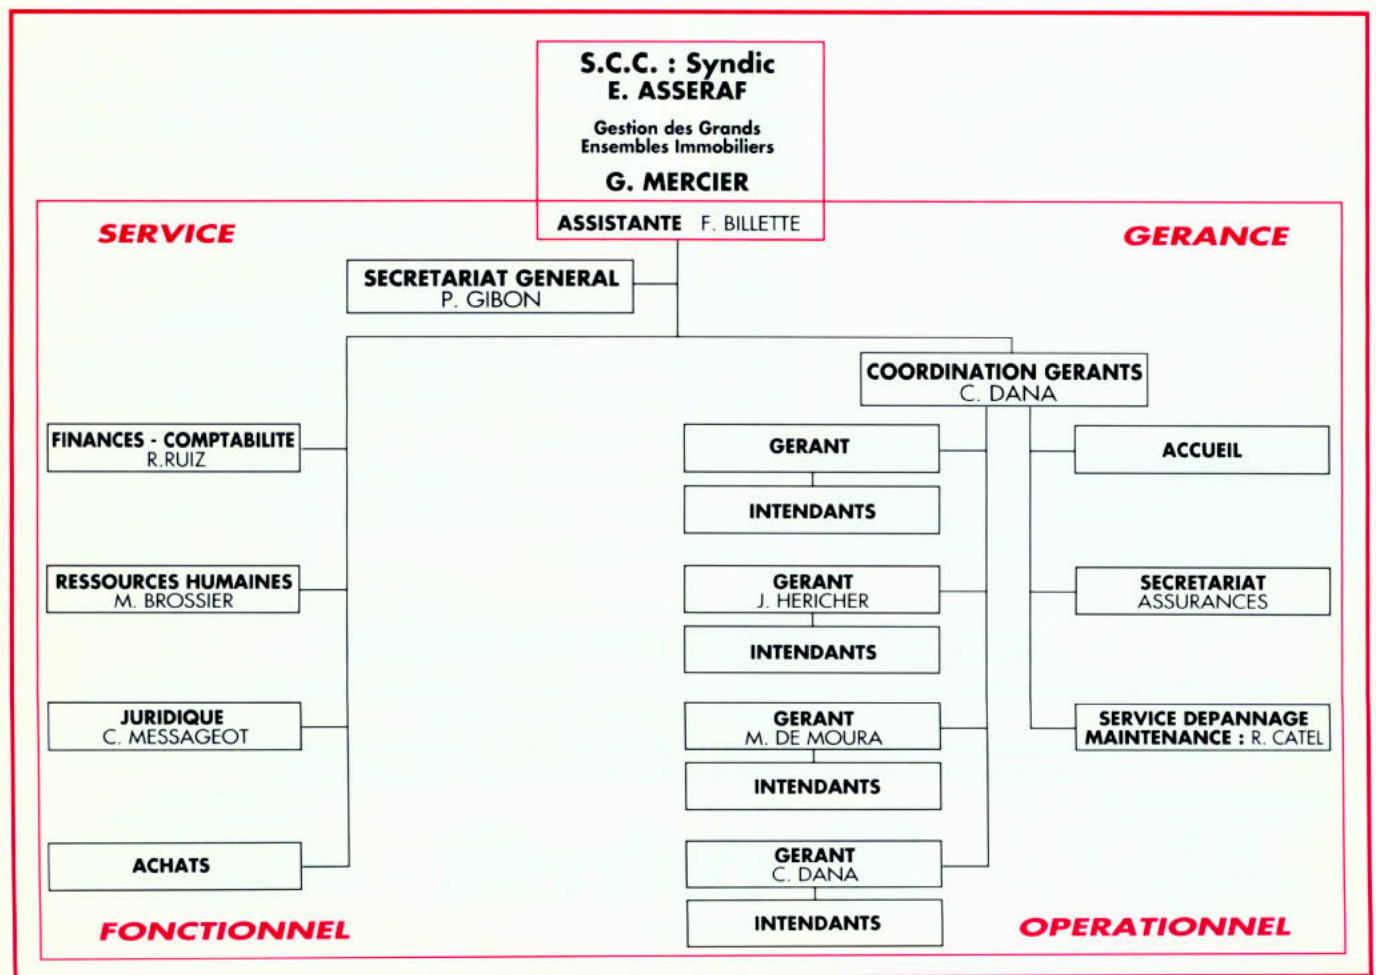 S.C.C. : Syndic
E. ASSERAF
Gestion des Grands
Ensembles Immobiliers
G. MERCIER
ASSISTANTE F. BILLETTE
SERVICE
GERANCE
SECRETARIAT GENERAL
P. GIBON
COORDINATION GERANTS
C. DANA
FINANCES - COMPTABILITE
R.RUIZ
RESSOURCES HUMAINES
M. BROSSIER
JURIDIQUE
C. MESSAGEOT
ACHATS
GERANT
INTENDANTS
GERANT
J. HERICHER
INTENDANTS
GERANT
M. DE MOURA
INTENDANTS
GERANT
C. DANA
INTENDANTS
ACCUEIL
SECRETARIAT
ASSURANCES
SERVICE DEPANNAGE
MAINTENANCE : R. CATEL
FONCTIONNEL
OPERATIONNEL